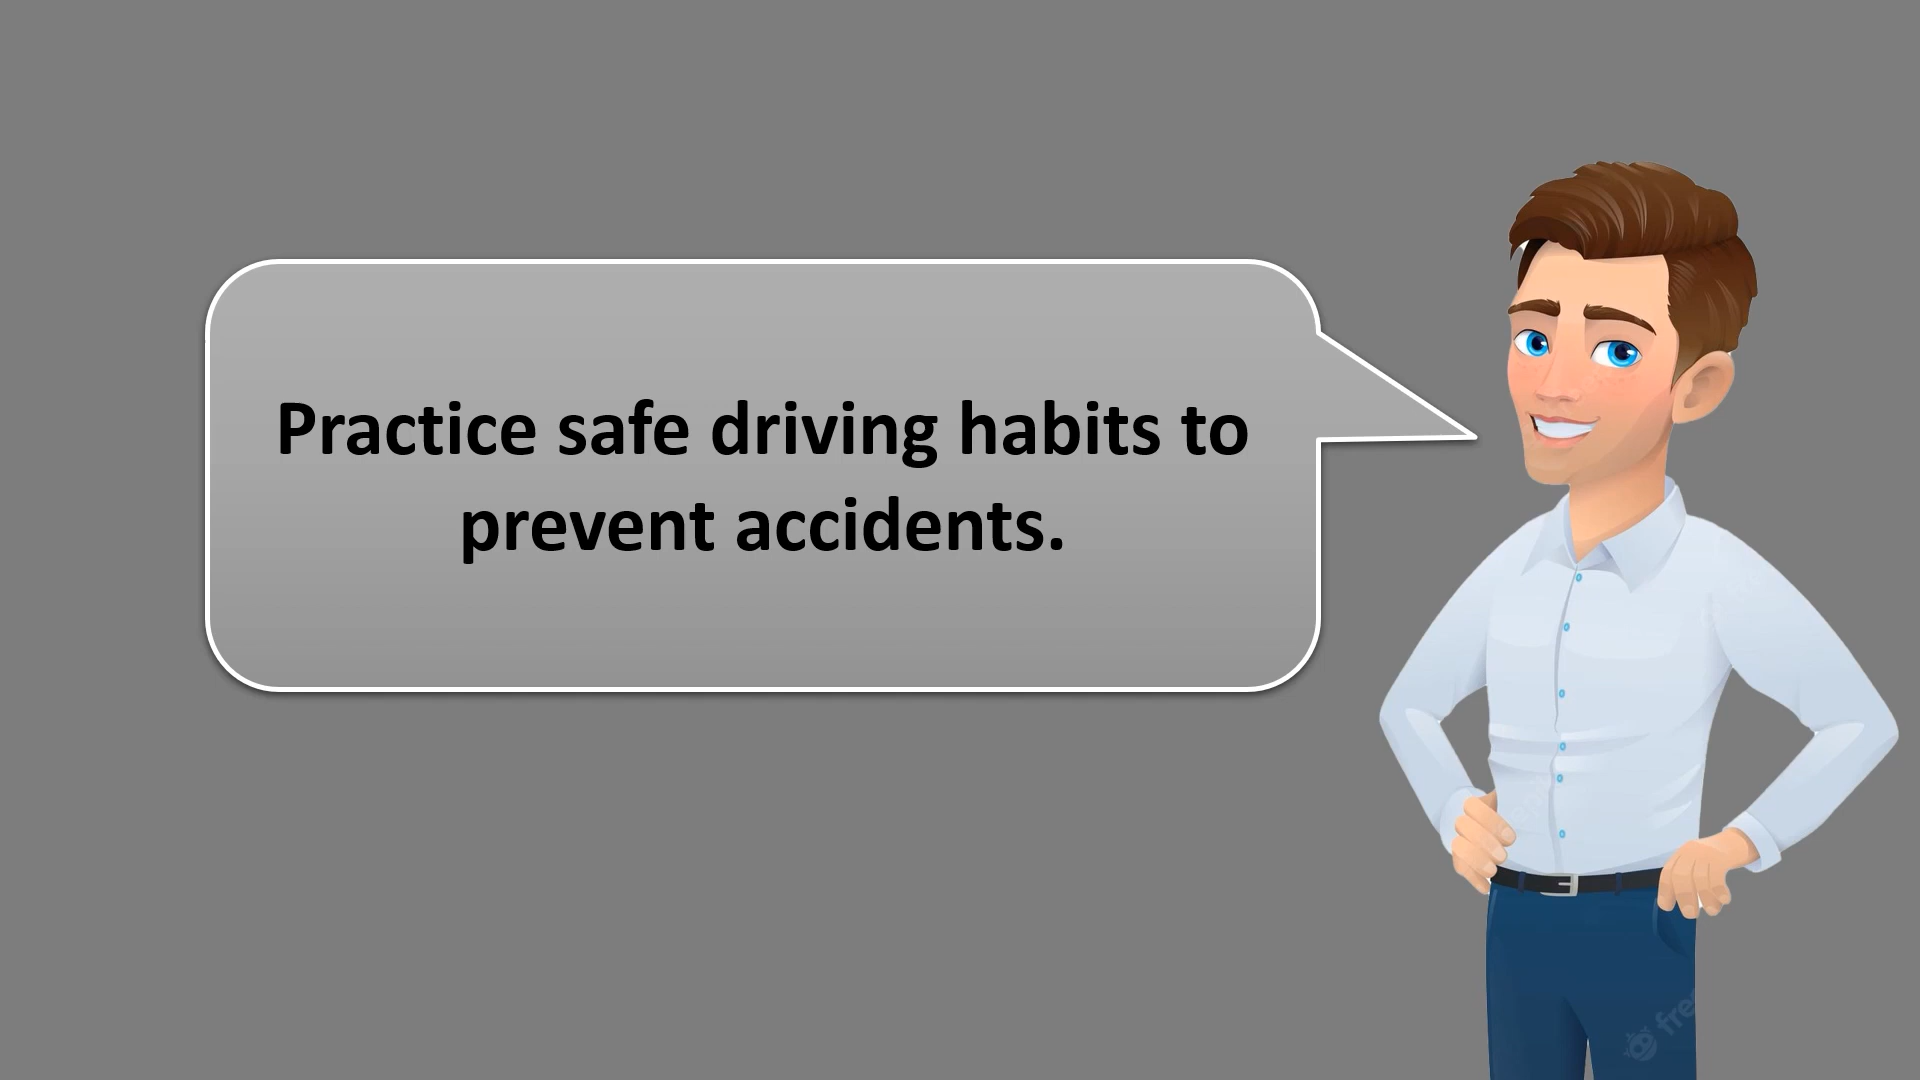 Practice safe driving habits to
prevent accidents.